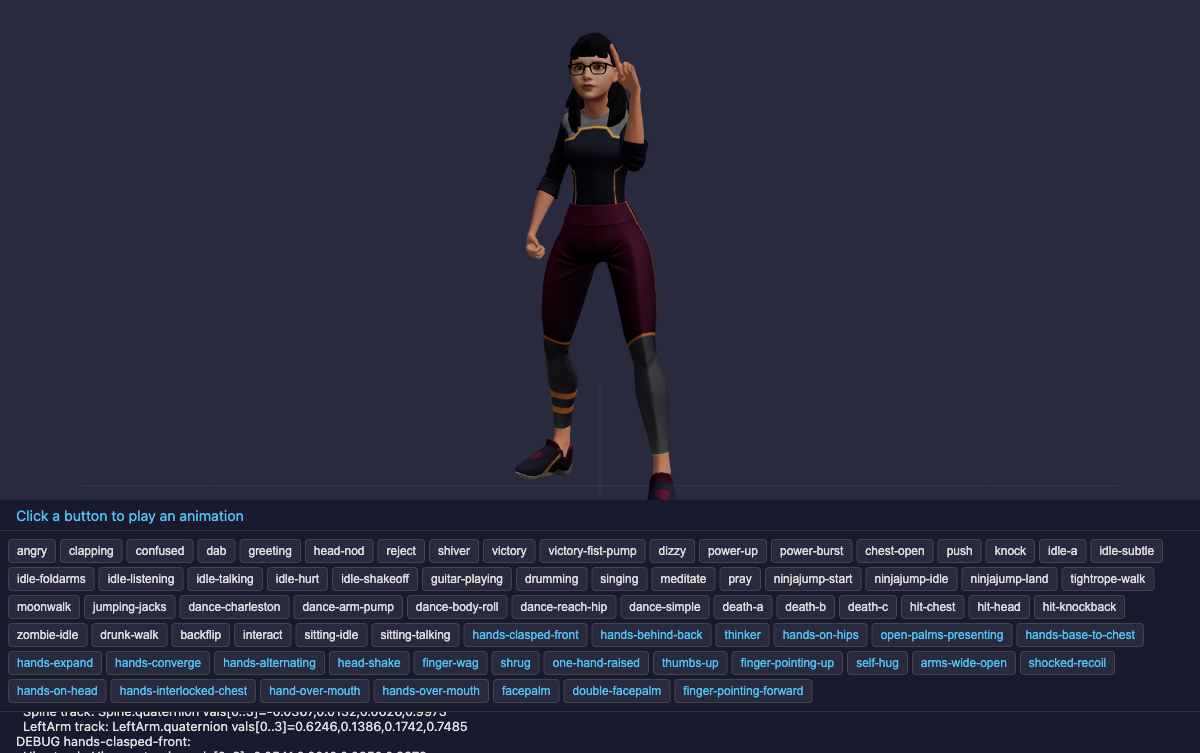 Click a button to play an animation
angry clapping confused dab greeting head-nod reject shiver victory victory-fist-pump dizzy power-up power-burst chest-open push knock idle-a idle-subtle
idle-foldarms idle-listening idle-talking idle-hurt idle-shakeoff guitar-playing drumming singing meditate pray ninjajump-start ninjajump-idle ninjajump-land tightrope-walk
moonwalk jumping-jacks dance-charleston dance-arm-pump dance-body-roll dance-reach-hip dance-simple death-a death-b death-c hit-chest hit-head hit-knockback
zombie-idle drunk-walk backflip interact sitting-idle sitting-talking hands-clasped-front hands-behind-back thinker hands-on-hips open-palms-presenting hands-base-to-chest
hands-expand hands-converge hands-alternating head-shake finger-wag shrug one-hand-raised thumbs-up finger-pointing-up self-hug arms-wide-open shocked-recoil
hands-on-head hands-interlocked-chest hand-over-mouth hands-over-mouth facepalm double-facepalm finger-pointing-forward
Spine track: Spine.quaternion
LeftArm track: LeftArm.quaternion vals[0..3]=0.6246,0.1386,0.1742,0.7485
DEBUG hands-clasped-front: